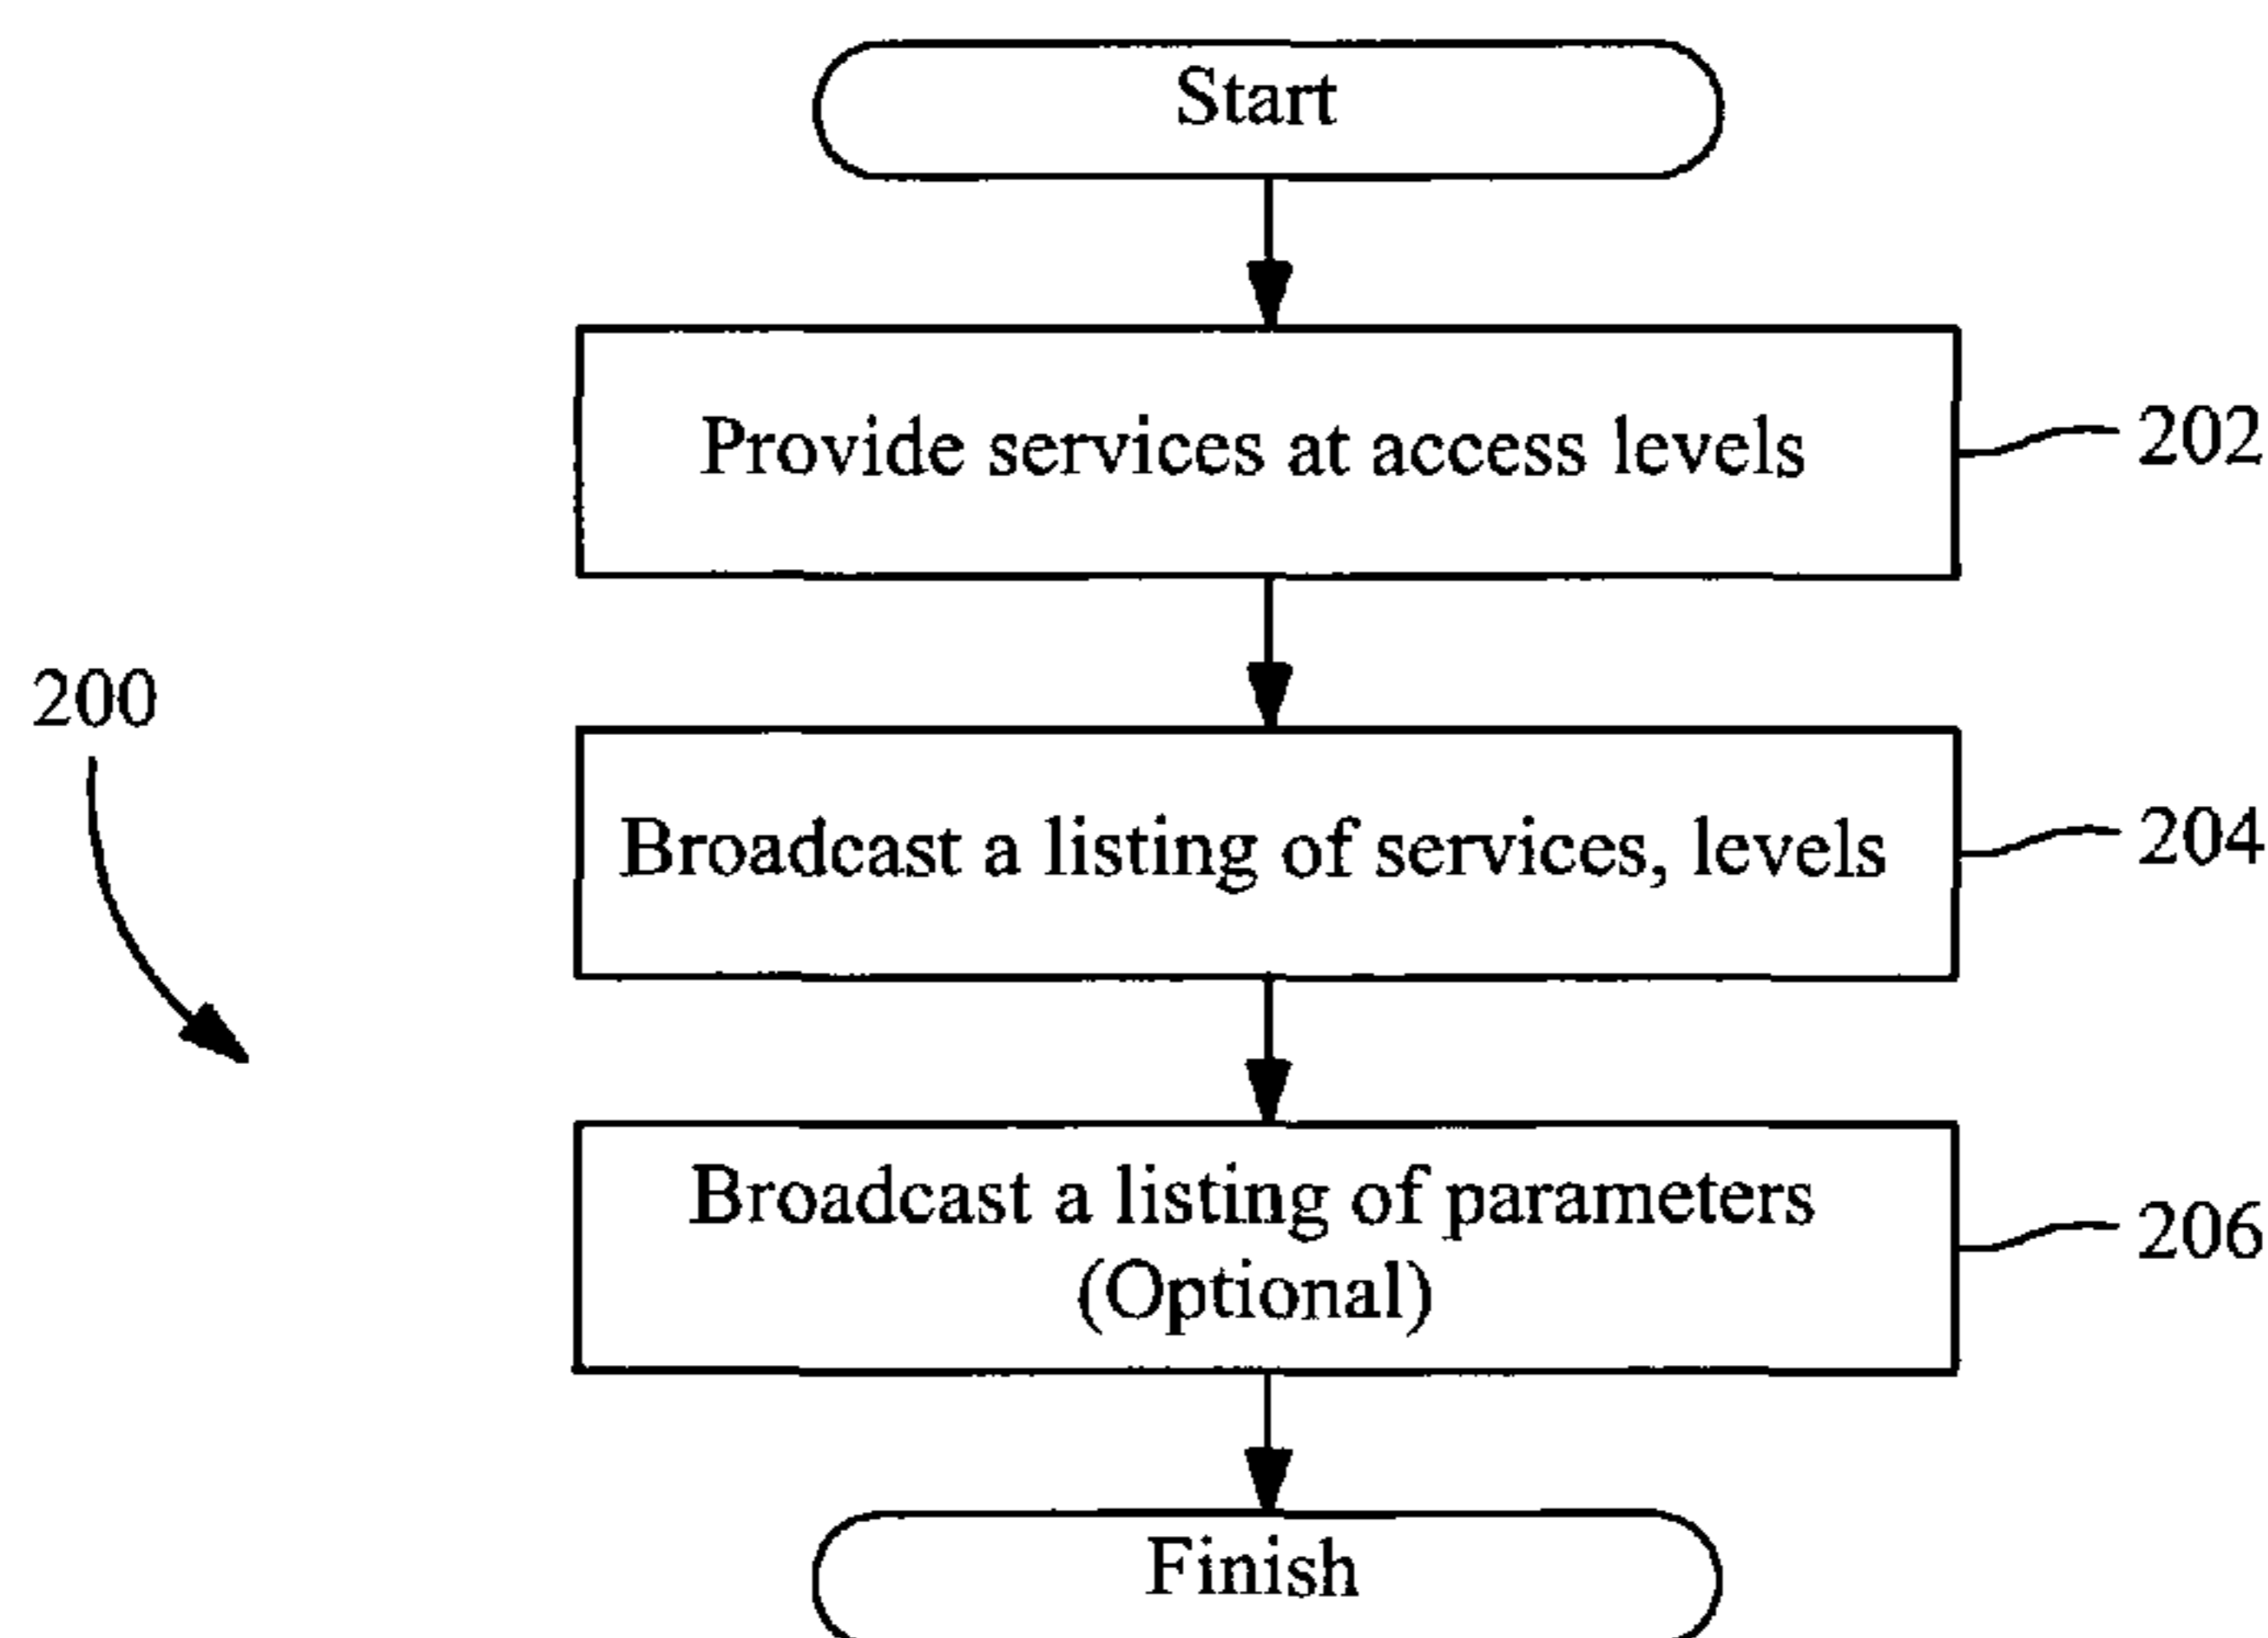 Start
Provide services at access levels
202
200
Broadcast a listing of services, levels
204
Broadcast a listing of parameters
(Optional)
206
Finish